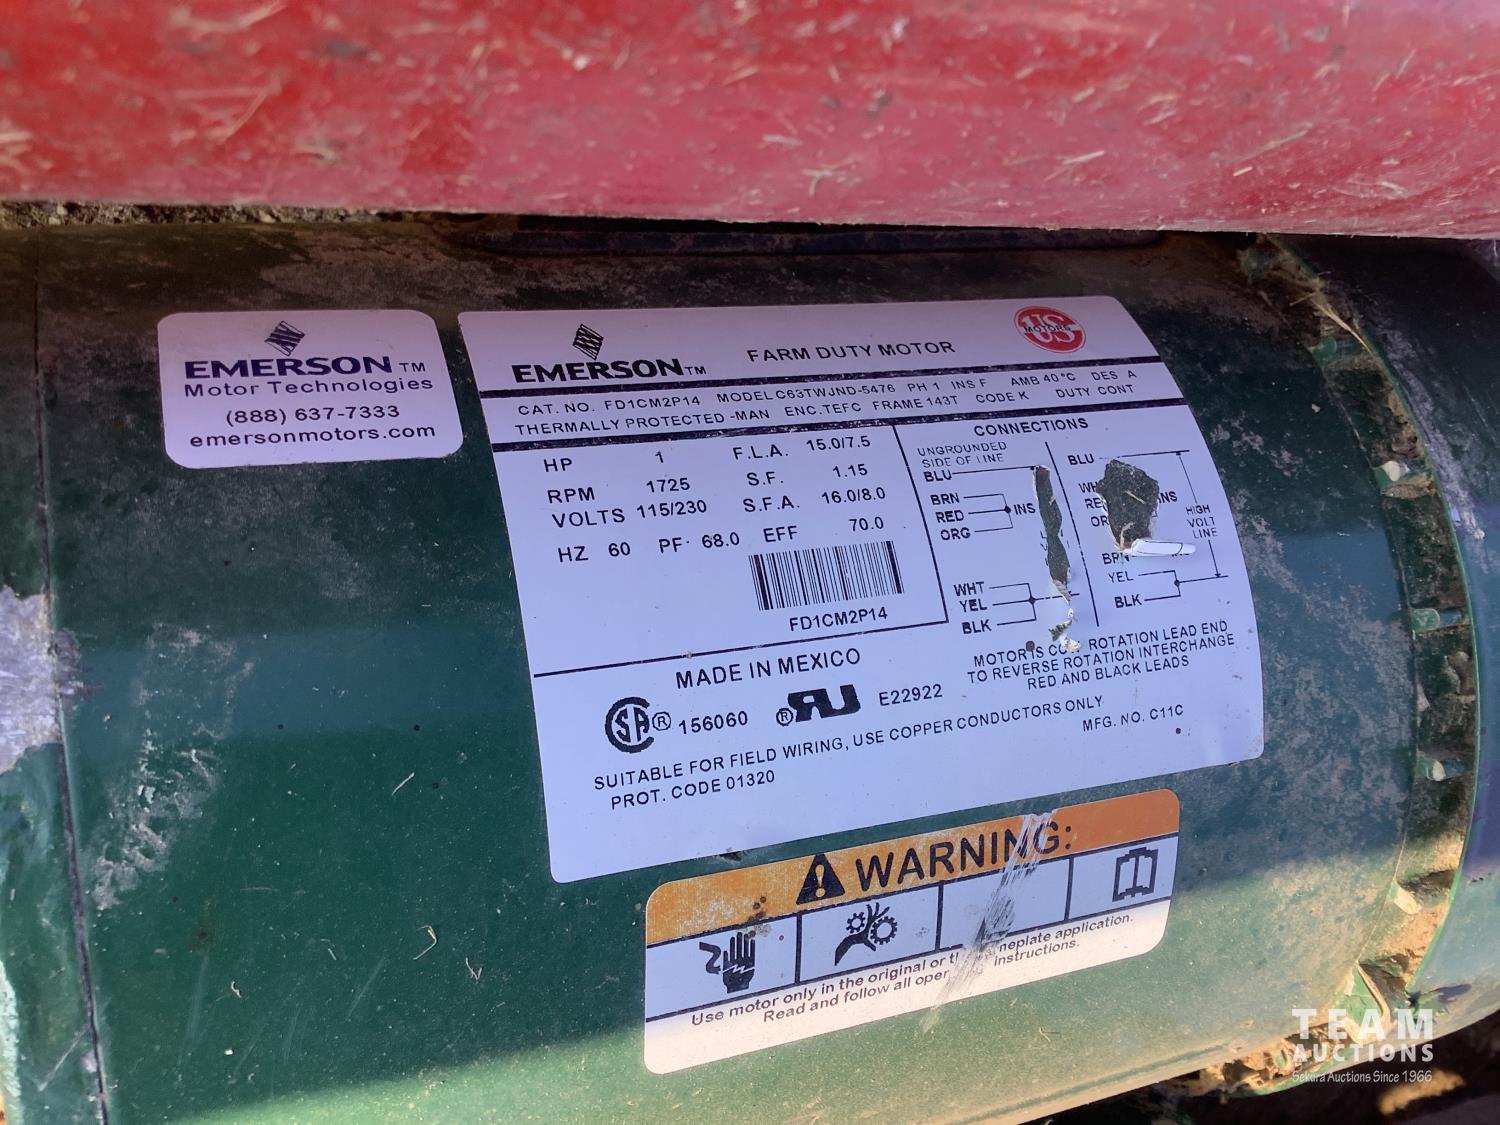 EMERSON™
Motor Technologies
(888) 637-7333
emersonmotors.com
EMERSON™ FARM DUTY MOTOR
US
MOTORS
CAT. NO. FD1CM2P14 MODEL C63TWJND-5476 PH 1 INS F AMB 40°C DES A
THERMALLY PROTECTED -MAN ENC. TEFC FRAME 143T CODE K DUTY CONT
HP 1 F.L.A. 15.0/7.5
RPM 1725 S.F. 1.15
VOLTS 115/230 S.F.A. 16.0/8.0
HZ 60 PF 68.0 EFF 70.0
FD1CM2P14
CONNECTIONS
UNGROUNDED
SIDE OF LINE
BLU
BRN
RED INS
ORG
WHT
YEL
BLK
BLU
HIGH
VOLT
LINE
YEL
BLK
MOTOR IS ROTATION LEAD END
TO REVERSE ROTATION INTERCHANGE
RED AND BLACK LEADS
MADE IN MEXICO
SA ® 156060 ® RU E22922
SUITABLE FOR FIELD WIRING, USE COPPER CONDUCTORS ONLY
PROT. CODE 01320 MFG. NO. C11C
WARNING:
Use motor only in the original or nameplate application.
Read and follow all instructions.
TEAM
AUCTIONS
Sekura Auctions Since 1966